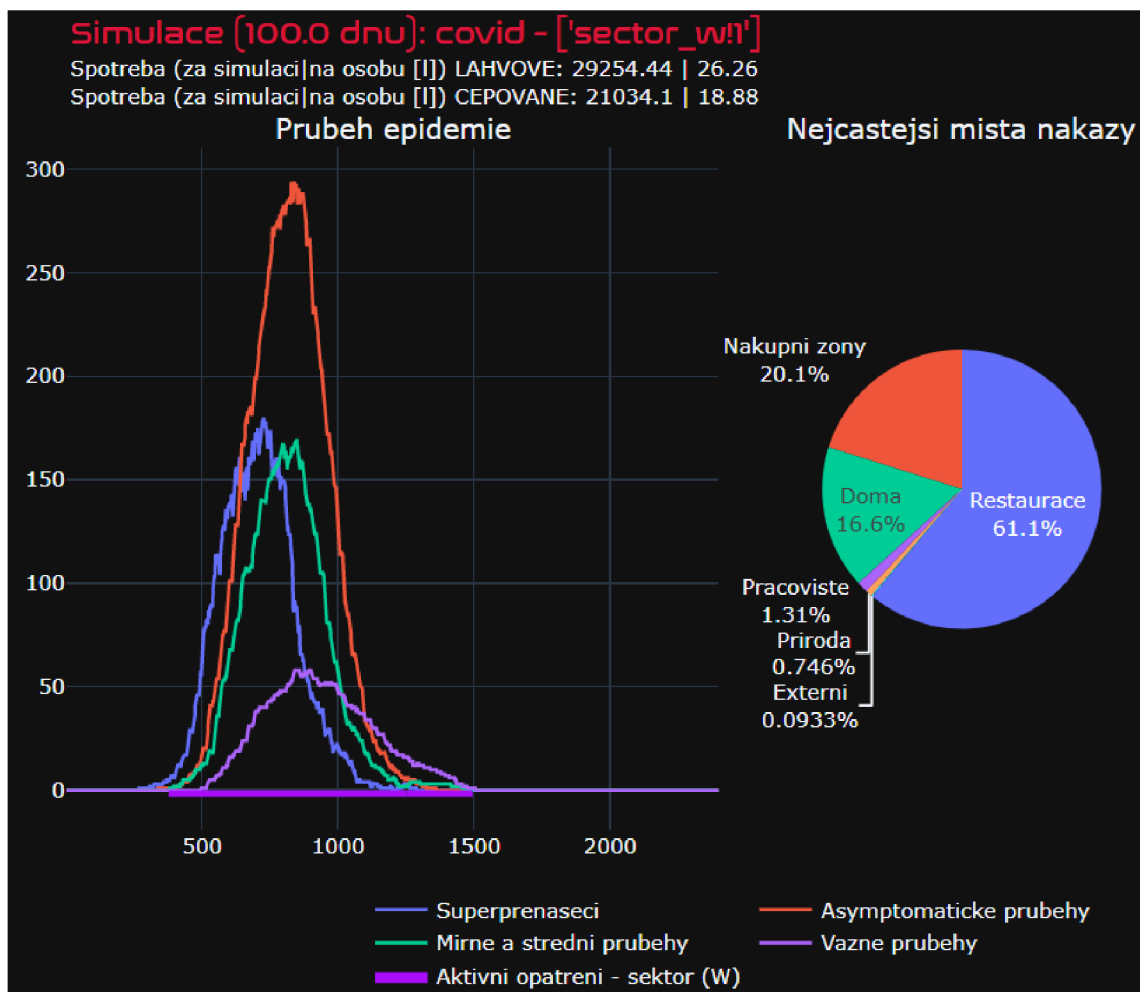 Simulace (100.0 dnu): covid - ['sector_w!1']
Spotreba (za simulaci|na osobu [l]) LAHVOVE: 29254.44 | 26.26
Spotreba (za simulaci|na osobu [l]) CEPOVANE: 21034.1 | 18.88
Prubeh epidemie
Nejcastejsi mista nakazy
300
250
200
150
100
50
0
500
1000
1500
2000
Nakupni zony
20.1%
Doma
16.6%
Restaurace
61.1%
Pracoviste
1.31%
Priroda
0.746%
Externi
0.0933%
Superprenaseci
Asymptomaticke prubehy
Mirne a stredni prubehy
Vazne prubehy
Aktivni opatreni - sektor (W)